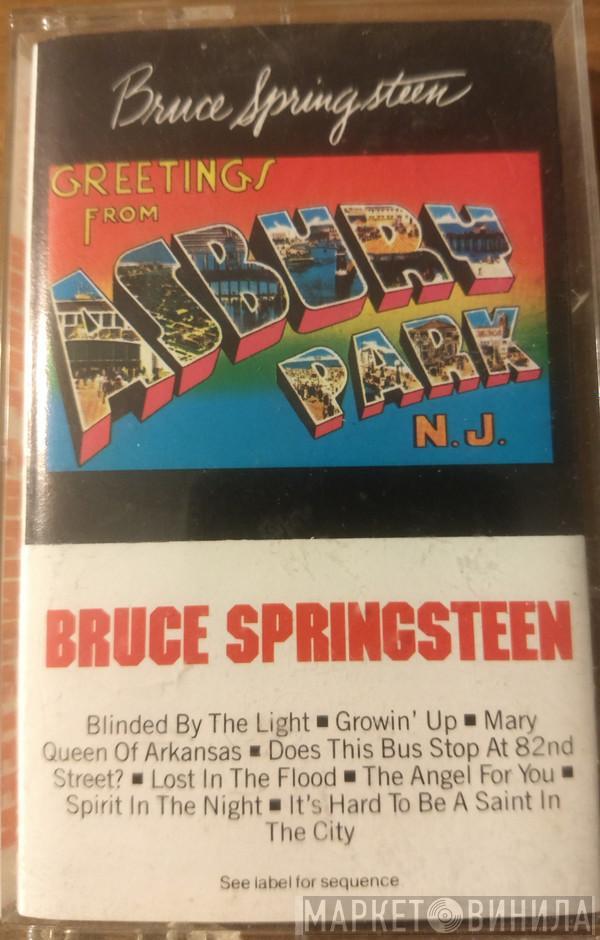 Bruce Springsteen
GREETINGS
FROM
ASBURY
PARK
N.J.
BRUCE SPRINGSTEEN
Blinded By The Light ■ Growin' Up ■ Mary
Queen Of Arkansas ■ Does This Bus Stop At 82nd
Street? ■ Lost In The Flood ■ The Angel For You ■
Spirit In The Night ■ It's Hard To Be A Saint In
The City
See label for sequence
МАРКЕТ ВИНИЛА